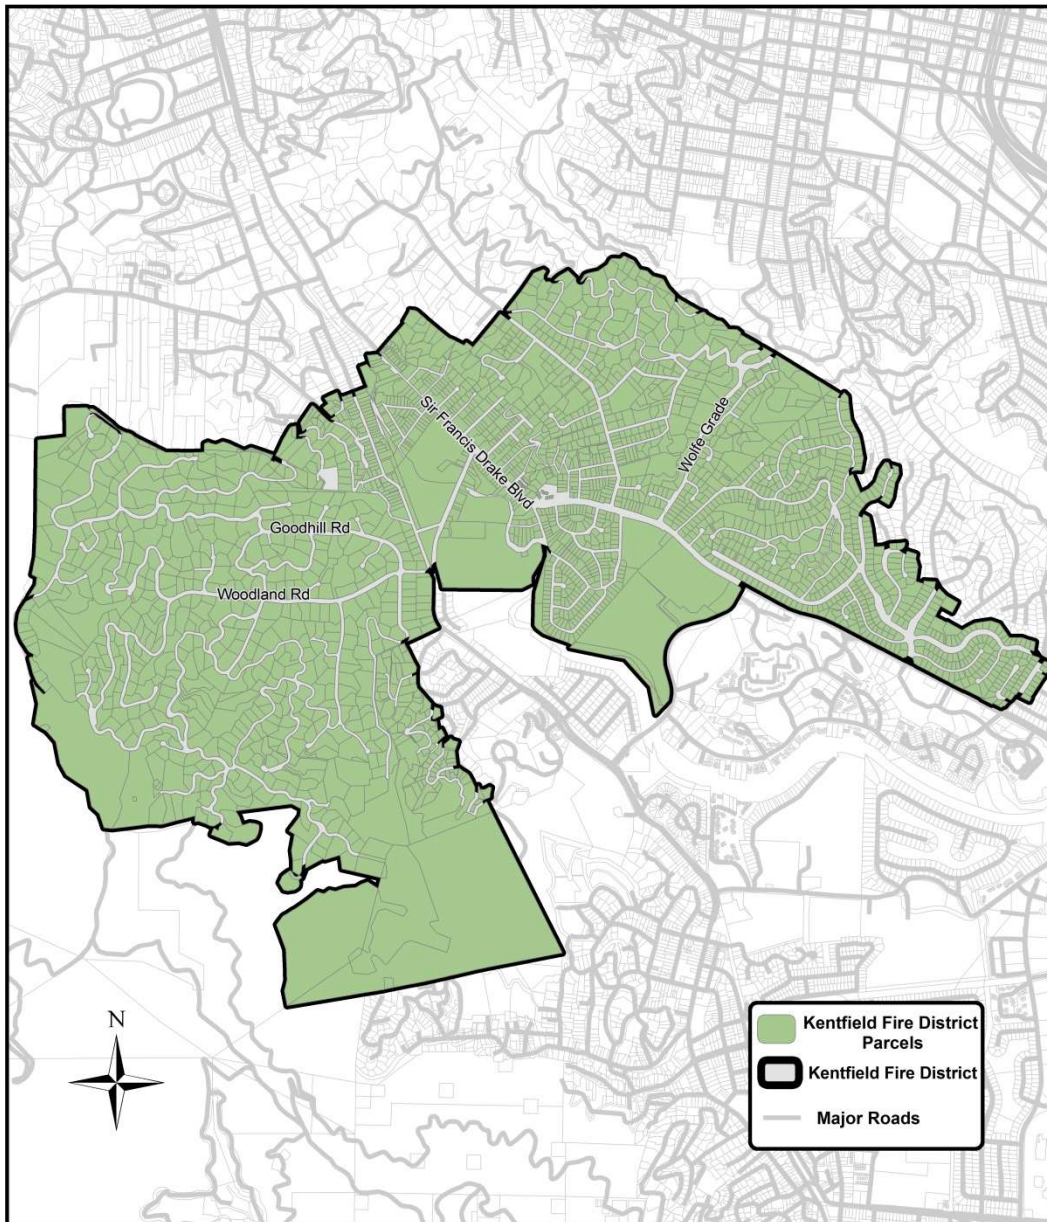 Sir Francis Drake Blvd
Wolfe Grade
Goodhill Rd
Woodland Rd
N
Kentfield Fire District
Parcels
Kentfield Fire District
Major Roads